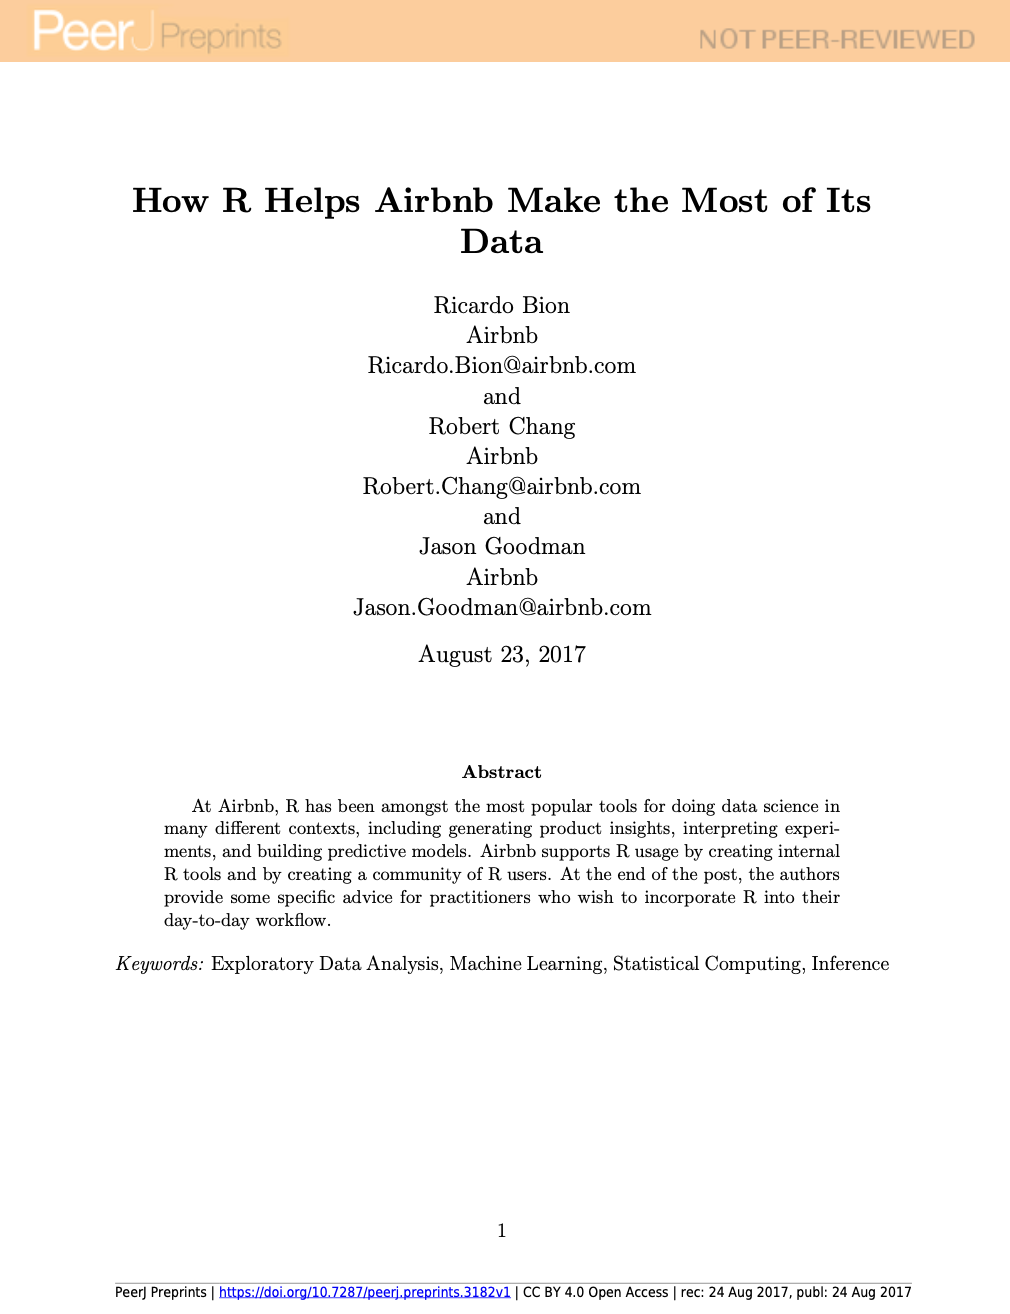 PeerJ Preprints
NOT PEER-REVIEWED
How R Helps Airbnb Make the Most of Its
Data
Ricardo Bion
Airbnb
Ricardo.Bion@airbnb.com
and
Robert Chang
Airbnb
Robert.Chang@airbnb.com
and
Jason Goodman
Airbnb
Jason.Goodman@airbnb.com
August 23, 2017
Abstract
At Airbnb, R has been amongst the most popular tools for doing data science in
many different contexts, including generating product insights, interpreting experi-
ments, and building predictive models. Airbnb supports R usage by creating internal
R tools and by creating a community of R users. At the end of the post, the authors
provide some specific advice for practitioners who wish to incorporate R into their
day-to-day workflow.
Keywords: Exploratory Data Analysis, Machine Learning, Statistical Computing, Inference
1
PeerJ Preprints | https://doi.org/10.7287/peerj.preprints.3182v1 | CC BY 4.0 Open Access | rec: 24 Aug 2017, publ: 24 Aug 2017